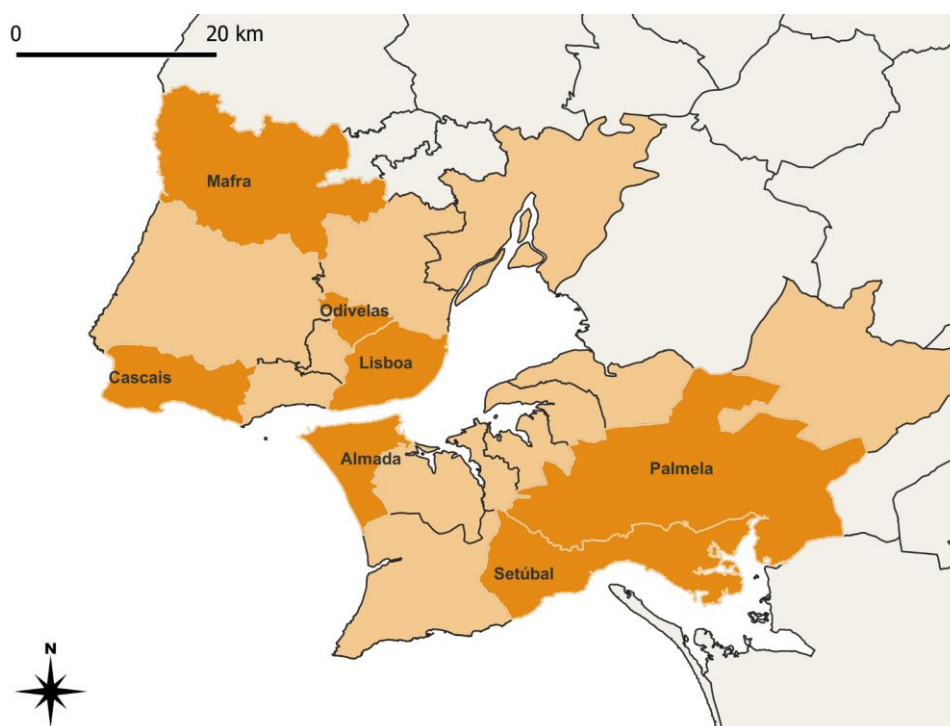 0 20 km
Mafra
Odivelas
Lisboa
Cascais
Almada
Palmela
Setúbal
N